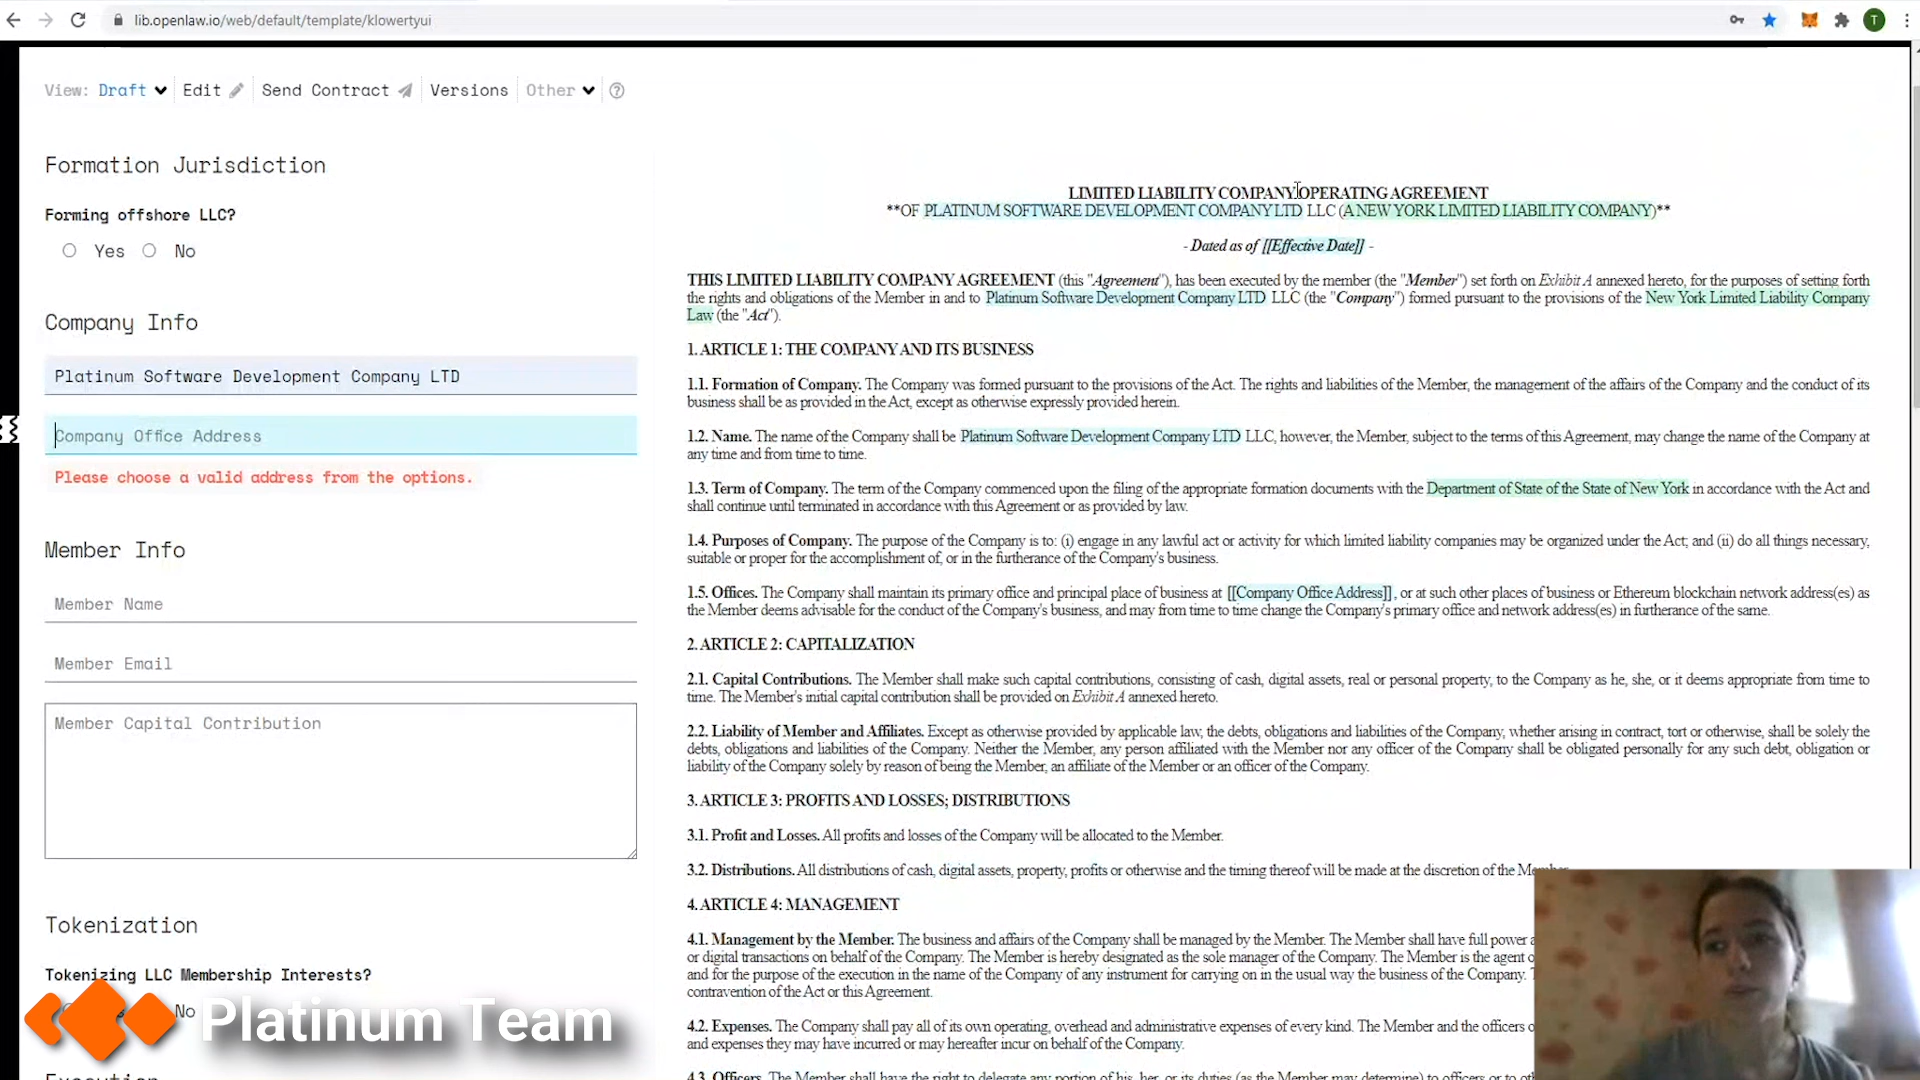 lib.openlaw.io/web/default/template/klowertyui
T
View: Draft Edit Send Contract Versions Other ?
Formation Jurisdiction
Forming offshore LLC?
Yes No
Company Info
Platinum Software Development Company LTD
Company Office Address
Please choose a valid address from the options.
Member Info
Member Name
Member Email
Member Capital Contribution
Tokenization
Tokenizing LLC Membership Interests?
No
Platinum Team
Execution
LIMITED LIABILITY COMPANY OPERATING AGREEMENT
**OF PLATINUM SOFTWARE DEVELOPMENT COMPANY LTD LLC (A NEW YORK LIMITED LIABILITY COMPANY)**
- Dated as of [[Effective Date]] -
THIS LIMITED LIABILITY COMPANY AGREEMENT (this "Agreement"), has been executed by the member (the "Member") set forth on Exhibit A annexed hereto, for the purposes of setting forth
the rights and obligations of the Member in and to Platinum Software Development Company LTD LLC (the "Company") formed pursuant to the provisions of the New York Limited Liability Company
Law (the "Act").
1. ARTICLE 1: THE COMPANY AND ITS BUSINESS
1.1. Formation of Company. The Company was formed pursuant to the provisions of the Act. The rights and liabilities of the Member, the management of the affairs of the Company and the conduct of its
business shall be as provided in the Act, except as otherwise expressly provided herein.
1.2. Name. The name of the Company shall be Platinum Software Development Company LTD LLC, however, the Member, subject to the terms of this Agreement, may change the name of the Company at
any time and from time to time.
1.3. Term of Company. The term of the Company commenced upon the filing of the appropriate formation documents with the Department of State of the State of New York in accordance with the Act and
shall continue until terminated in accordance with this Agreement or as provided by law.
1.4. Purposes of Company. The purpose of the Company is to: (i) engage in any lawful act or activity for which limited liability companies may be organized under the Act; and (ii) do all things necessary,
suitable or proper for the accomplishment of, or in the furtherance of the Company's business.
1.5. Offices. The Company shall maintain its primary office and principal place of business at [[Company Office Address]], or at such other places of business or Ethereum blockchain network address(es) as
the Member deems advisable for the conduct of the Company's business, and may from time to time change the Company's primary office and network address(es) in furtherance of the same.
2. ARTICLE 2: CAPITALIZATION
2.1. Capital Contributions. The Member shall make such capital contributions, consisting of cash, digital assets, real or personal property, to the Company as he, she, or it deems appropriate from time to
time. The Member's initial capital contribution shall be provided on Exhibit A annexed hereto.
2.2. Liability of Member and Affiliates. Except as otherwise provided by applicable law, the debts, obligations and liabilities of the Company, whether arising in contract, tort or otherwise, shall be solely the
debts, obligations and liabilities of the Company. Neither the Member, any person affiliated with the Member nor any officer of the Company shall be obligated personally for any such debt, obligation or
liability of the Company solely by reason of being the Member, an affiliate of the Member or an officer of the Company.
3. ARTICLE 3: PROFITS AND LOSSES; DISTRIBUTIONS
3.1. Profit and Losses. All profits and losses of the Company will be allocated to the Member.
3.2. Distributions. All distributions of cash, digital assets, property, profits or otherwise and the timing thereof will be made at the discretion of the Member.
4. ARTICLE 4: MANAGEMENT
4.1. Management by the Member. The business and affairs of the Company shall be managed by the Member. The Member shall have full power a
or digital transactions on behalf of the Company. The Member is hereby designated as the sole manager of the Company. The Member is the agent o
and for the purpose of the execution in the name of the Company of any instrument for carrying on in the usual way the business of the Company.
contravention of the Act or this Agreement.
4.2. Expenses. The Company shall pay all of its own operating, overhead and administrative expenses of every kind. The Member and the officers o
and expenses they may have incurred or may hereafter incur on behalf of the Company.
4.3. Officers. The Member shall have the right to delegate any portion of his, her, or its duties (as the Member may determine) to officers or to